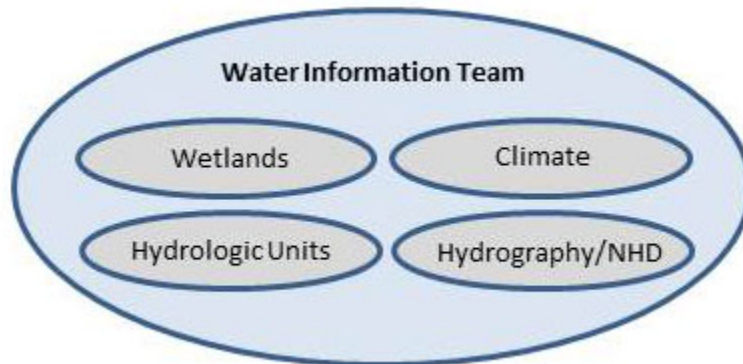 Water Information Team
Wetlands
Climate
Hydrologic Units
Hydrography/NHD